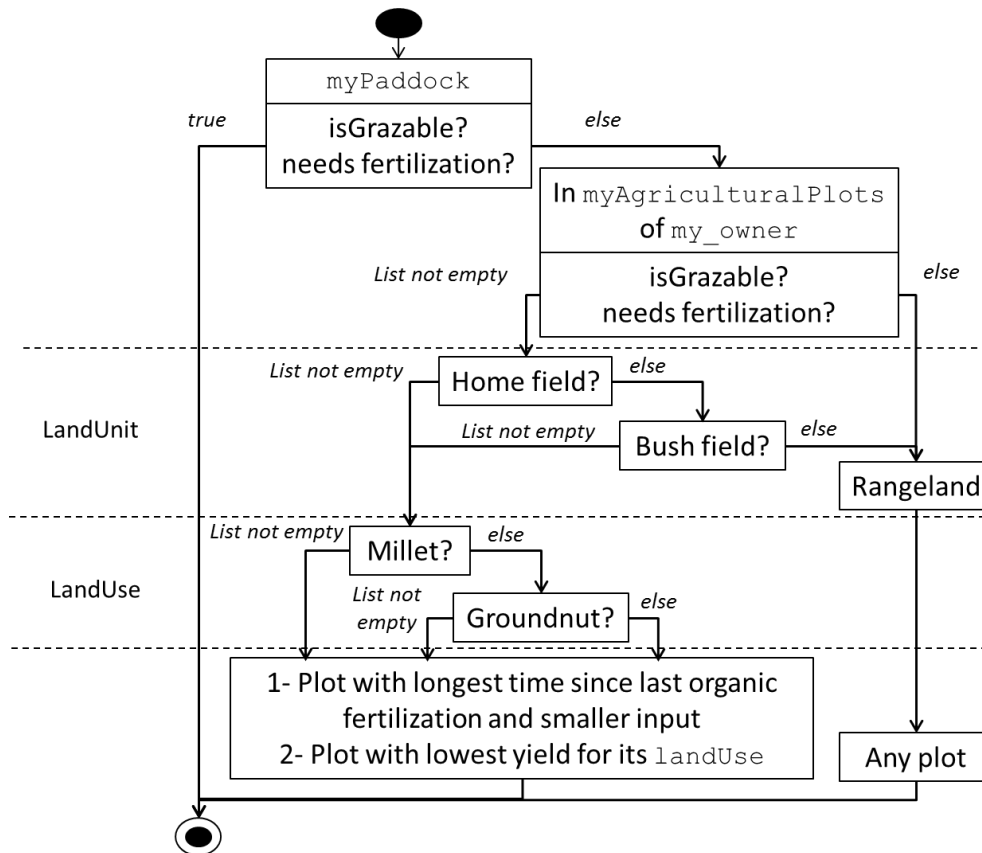 myPaddock
true
isGrazable?
else
needs fertilization?
In myAgriculturalPlots
of my_owner
List not empty
isGrazable?
else
needs fertilization?
List not empty
Home field?
else
LandUnit
List not empty
Bush field?
else
Rangeland
List not empty
Millet?
else
LandUse
List not
empty
Groundnut?
else
1- Plot with longest time since last organic
fertilization and smaller input
2- Plot with lowest yield for its landUse
Any plot